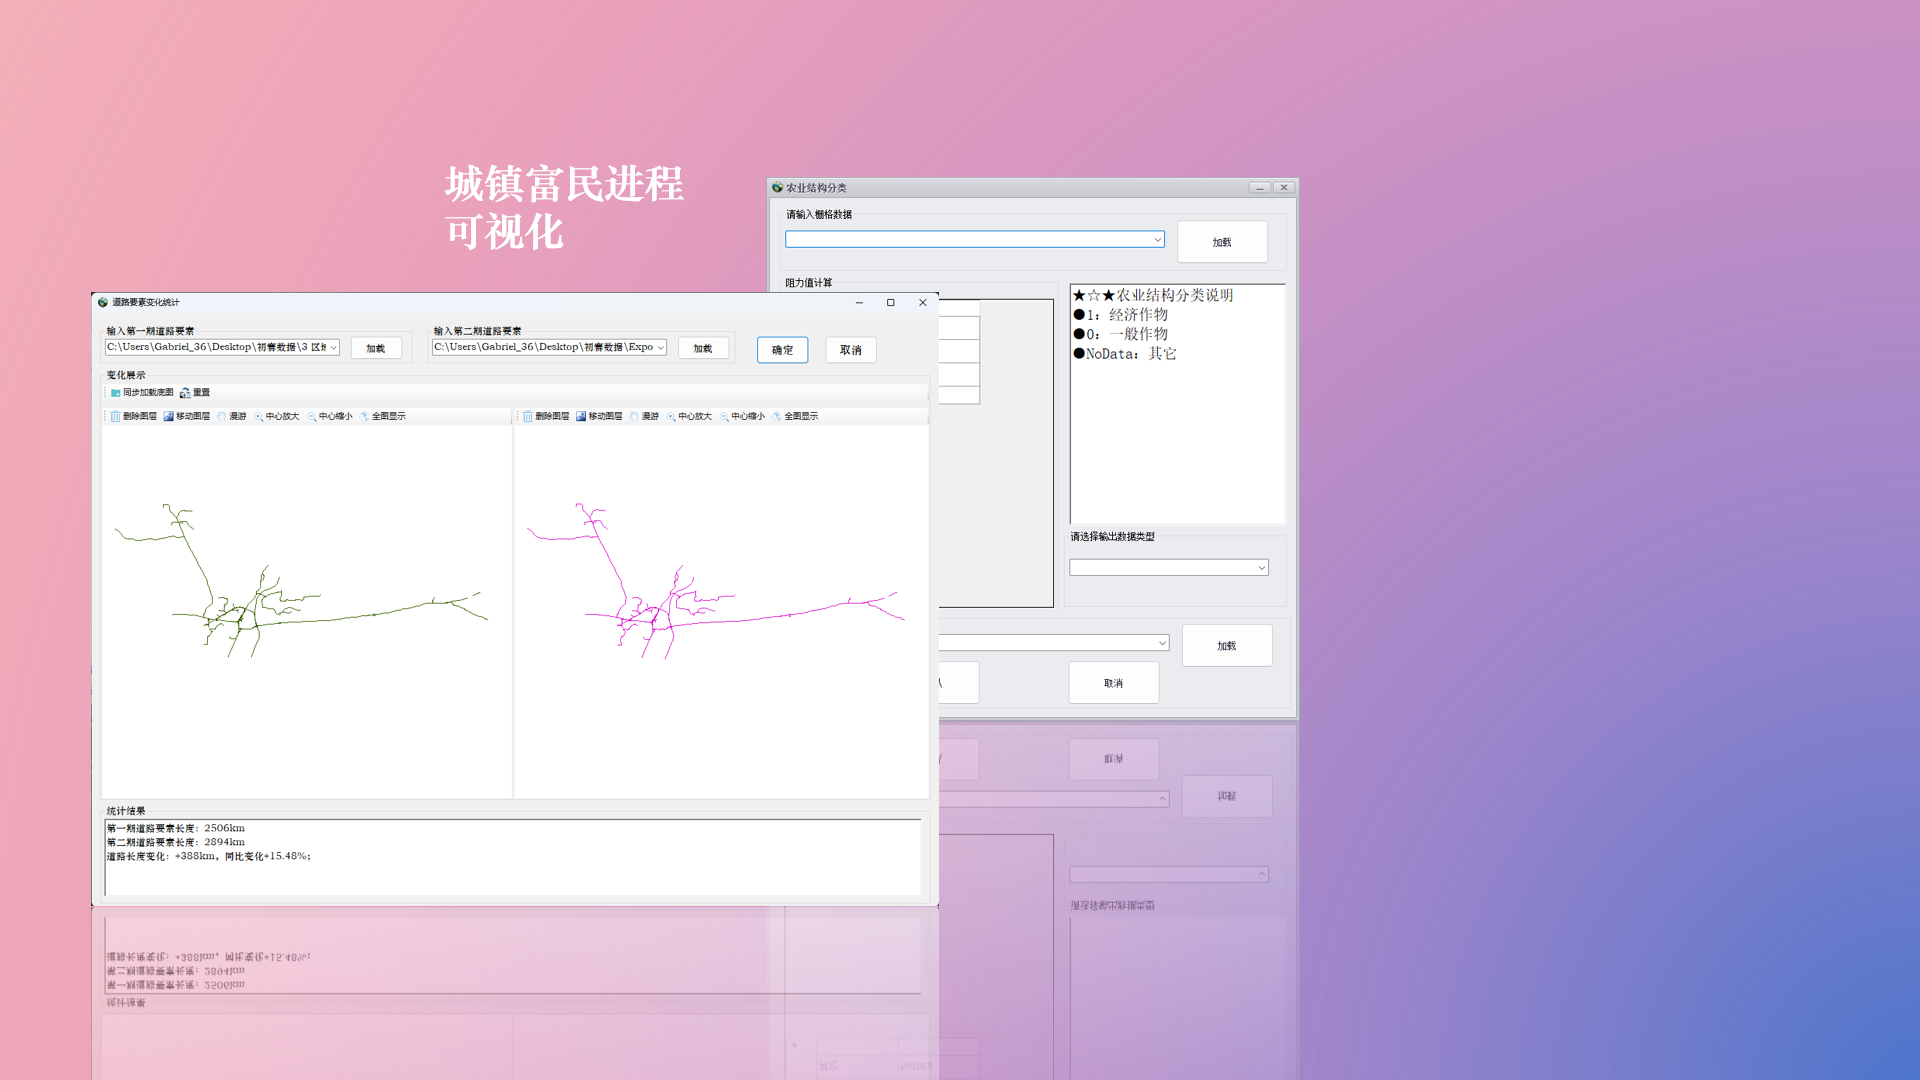 城镇富民进程
可视化
农业结构分类
请输入栅格数据
加载
阻力值计算
★☆★农业结构分类说明
●1：经济作物
●0：一般作物
●NoData：其它
请选择输出数据类型
加载
取消
道路要素变化统计
输入第一期道路要素
C:\Users\Gabriel_36\Desktop\初赛数据\3 区域
加载
输入第二期道路要素
C:\Users\Gabriel_36\Desktop\初赛数据\Expo
加载
确定
取消
变化展示
同步加载底图 重置
删除图层 移动图层 漫游 中心放大 中心缩小 全图显示
删除图层 移动图层 漫游 中心放大 中心缩小 全图显示
统计结果
第一期道路要素长度：2506km
第二期道路要素长度：2894km
道路长度变化：+388km，同比变化+15.48%；